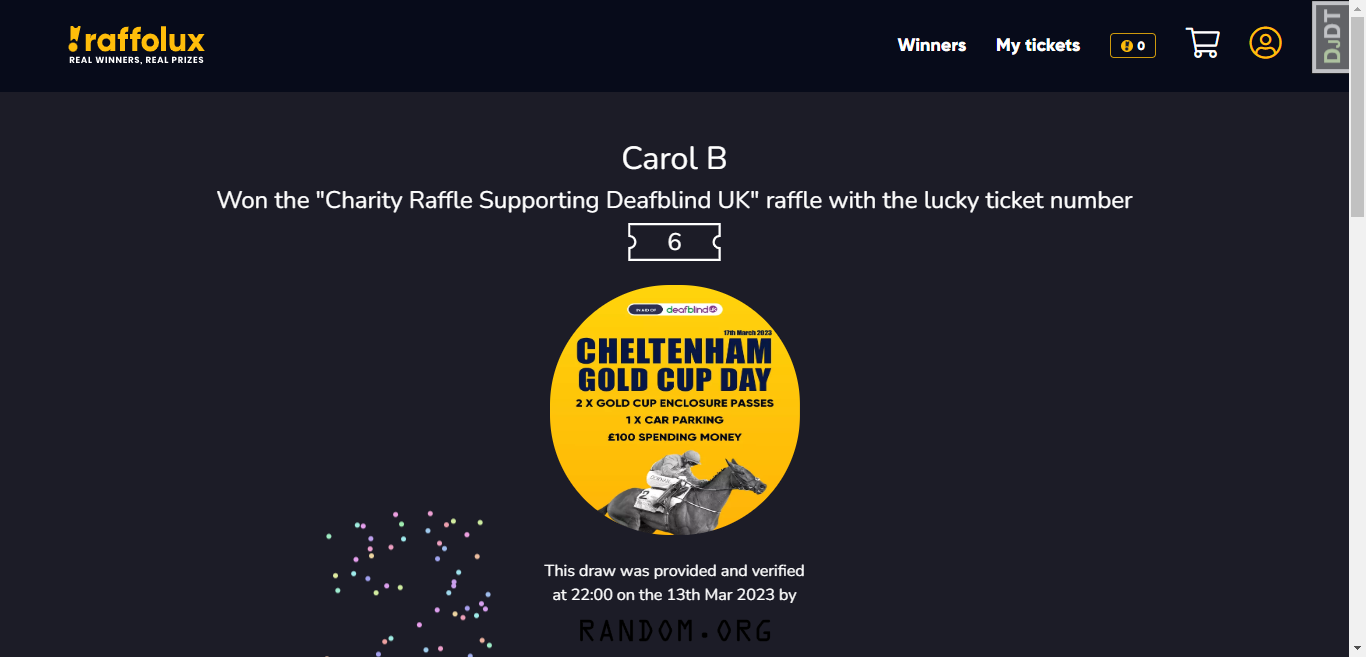 raffolux
REAL WINNERS, REAL PRIZES
Winners
My tickets
0
DjDT
Carol B
Won the "Charity Raffle Supporting Deafblind UK" raffle with the lucky ticket number
6
IN AID OF deafblind
17th March 2023
CHELTENHAM
GOLD CUP DAY
2 X GOLD CUP ENCLOSURE PASSES
1 X CAR PARKING
£100 SPENDING MONEY
2
This draw was provided and verified
at 22:00 on the 13th Mar 2023 by
RANDOM.ORG